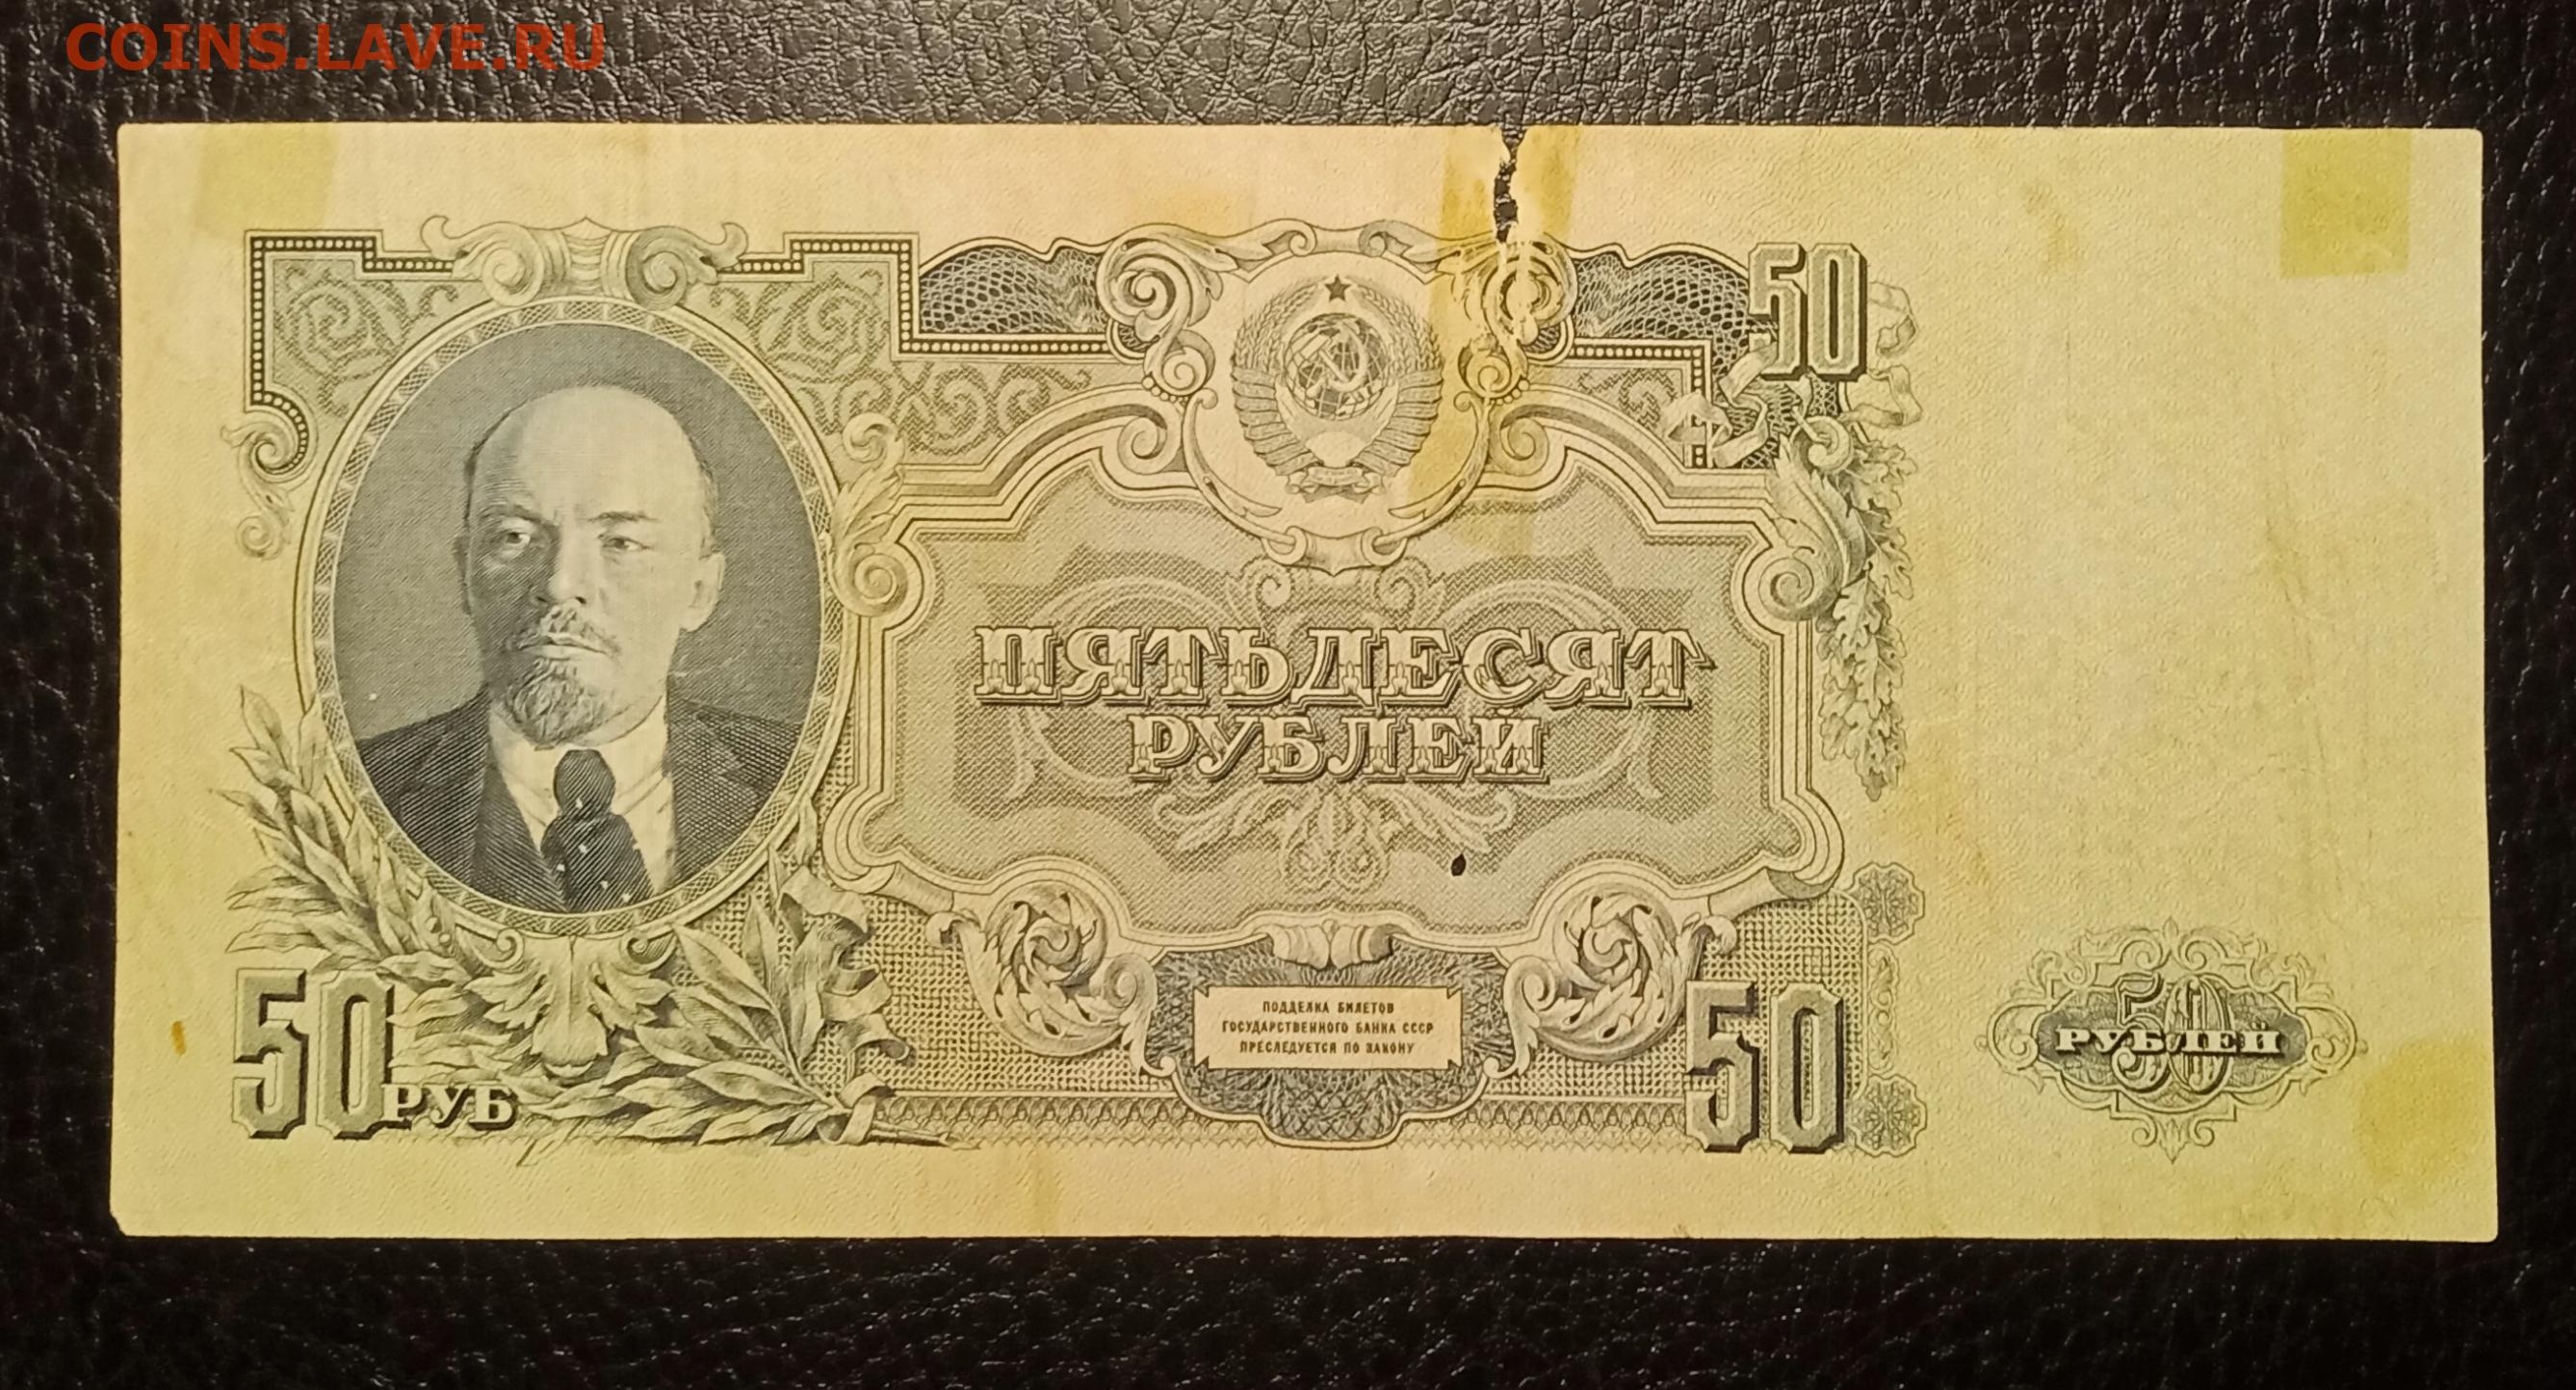 COINS.LAVE.RU
50
ПЯТЬДЕСЯТ
РУБЛЕЙ
50 РУБ
ПОДДЕЛКА БИЛЕТОВ
ГОСУДАРСТВЕННОГО БАНКА СССР
ПРЕСЛЕДУЕТСЯ ПО ЗАКОНУ
50
50
РУБЛЕЙ